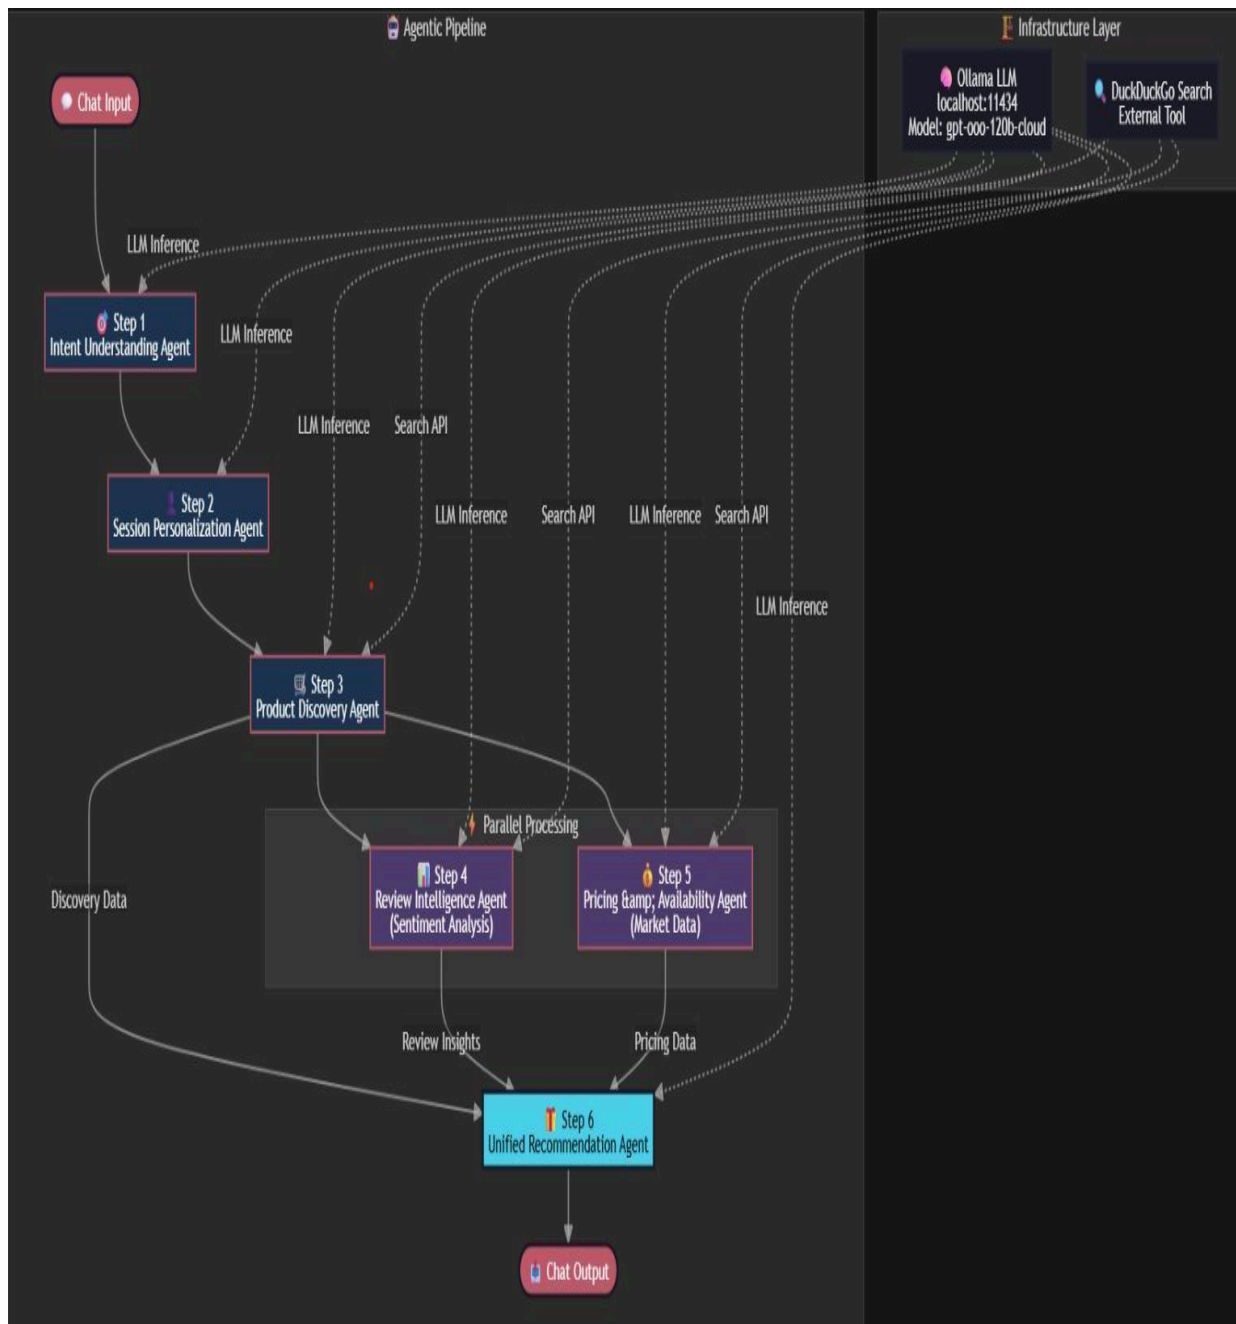 Agentic Pipeline
Infrastructure Layer
Chat Input
Ollama LLM
localhost:11434
Model: gpt-ooo-120b-cloud
DuckDuckGo Search
External Tool
LLM Inference
Step 1
Intent Understanding Agent
LLM Inference
LLM Inference
Search API
Step 2
Session Personalization Agent
LLM Inference
Search API
LLM Inference
Search API
LLM Inference
Step 3
Product Discovery Agent
Parallel Processing
Discovery Data
Step 4
Review Intelligence Agent
(Sentiment Analysis)
Step 5
Pricing &amp; Availability Agent
(Market Data)
Review Insights
Pricing Data
Step 6
Unified Recommendation Agent
Chat Output